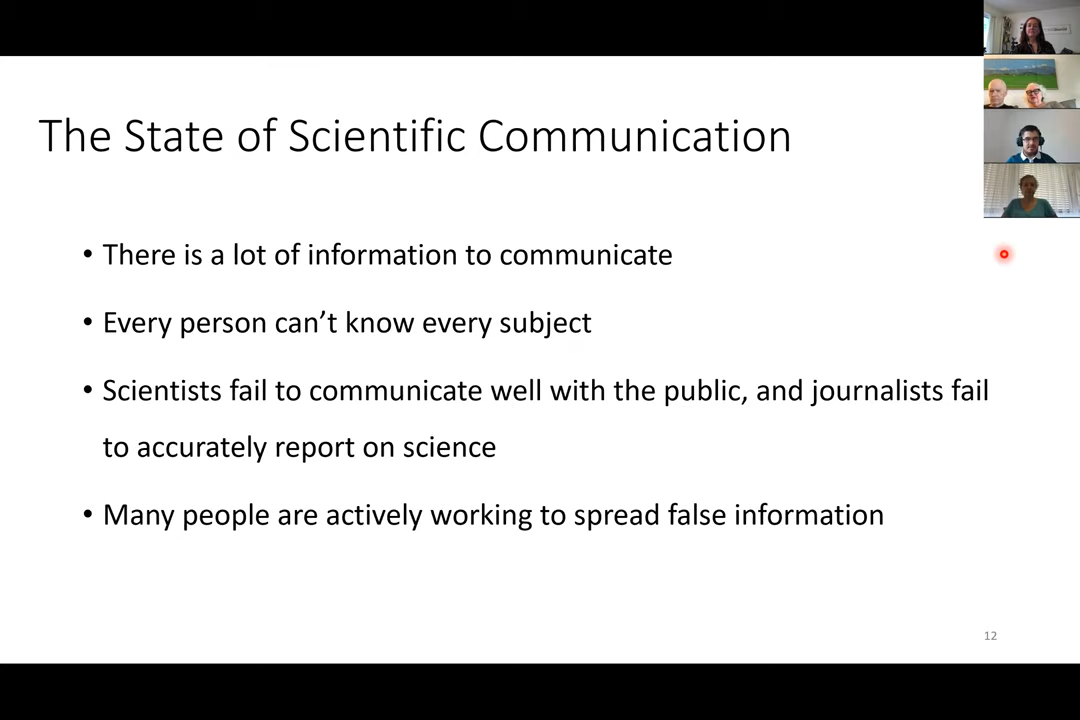 The State of Scientific Communication
• There is a lot of information to communicate
• Every person can’t know every subject
• Scientists fail to communicate well with the public, and journalists fail
to accurately report on science
• Many people are actively working to spread false information
12